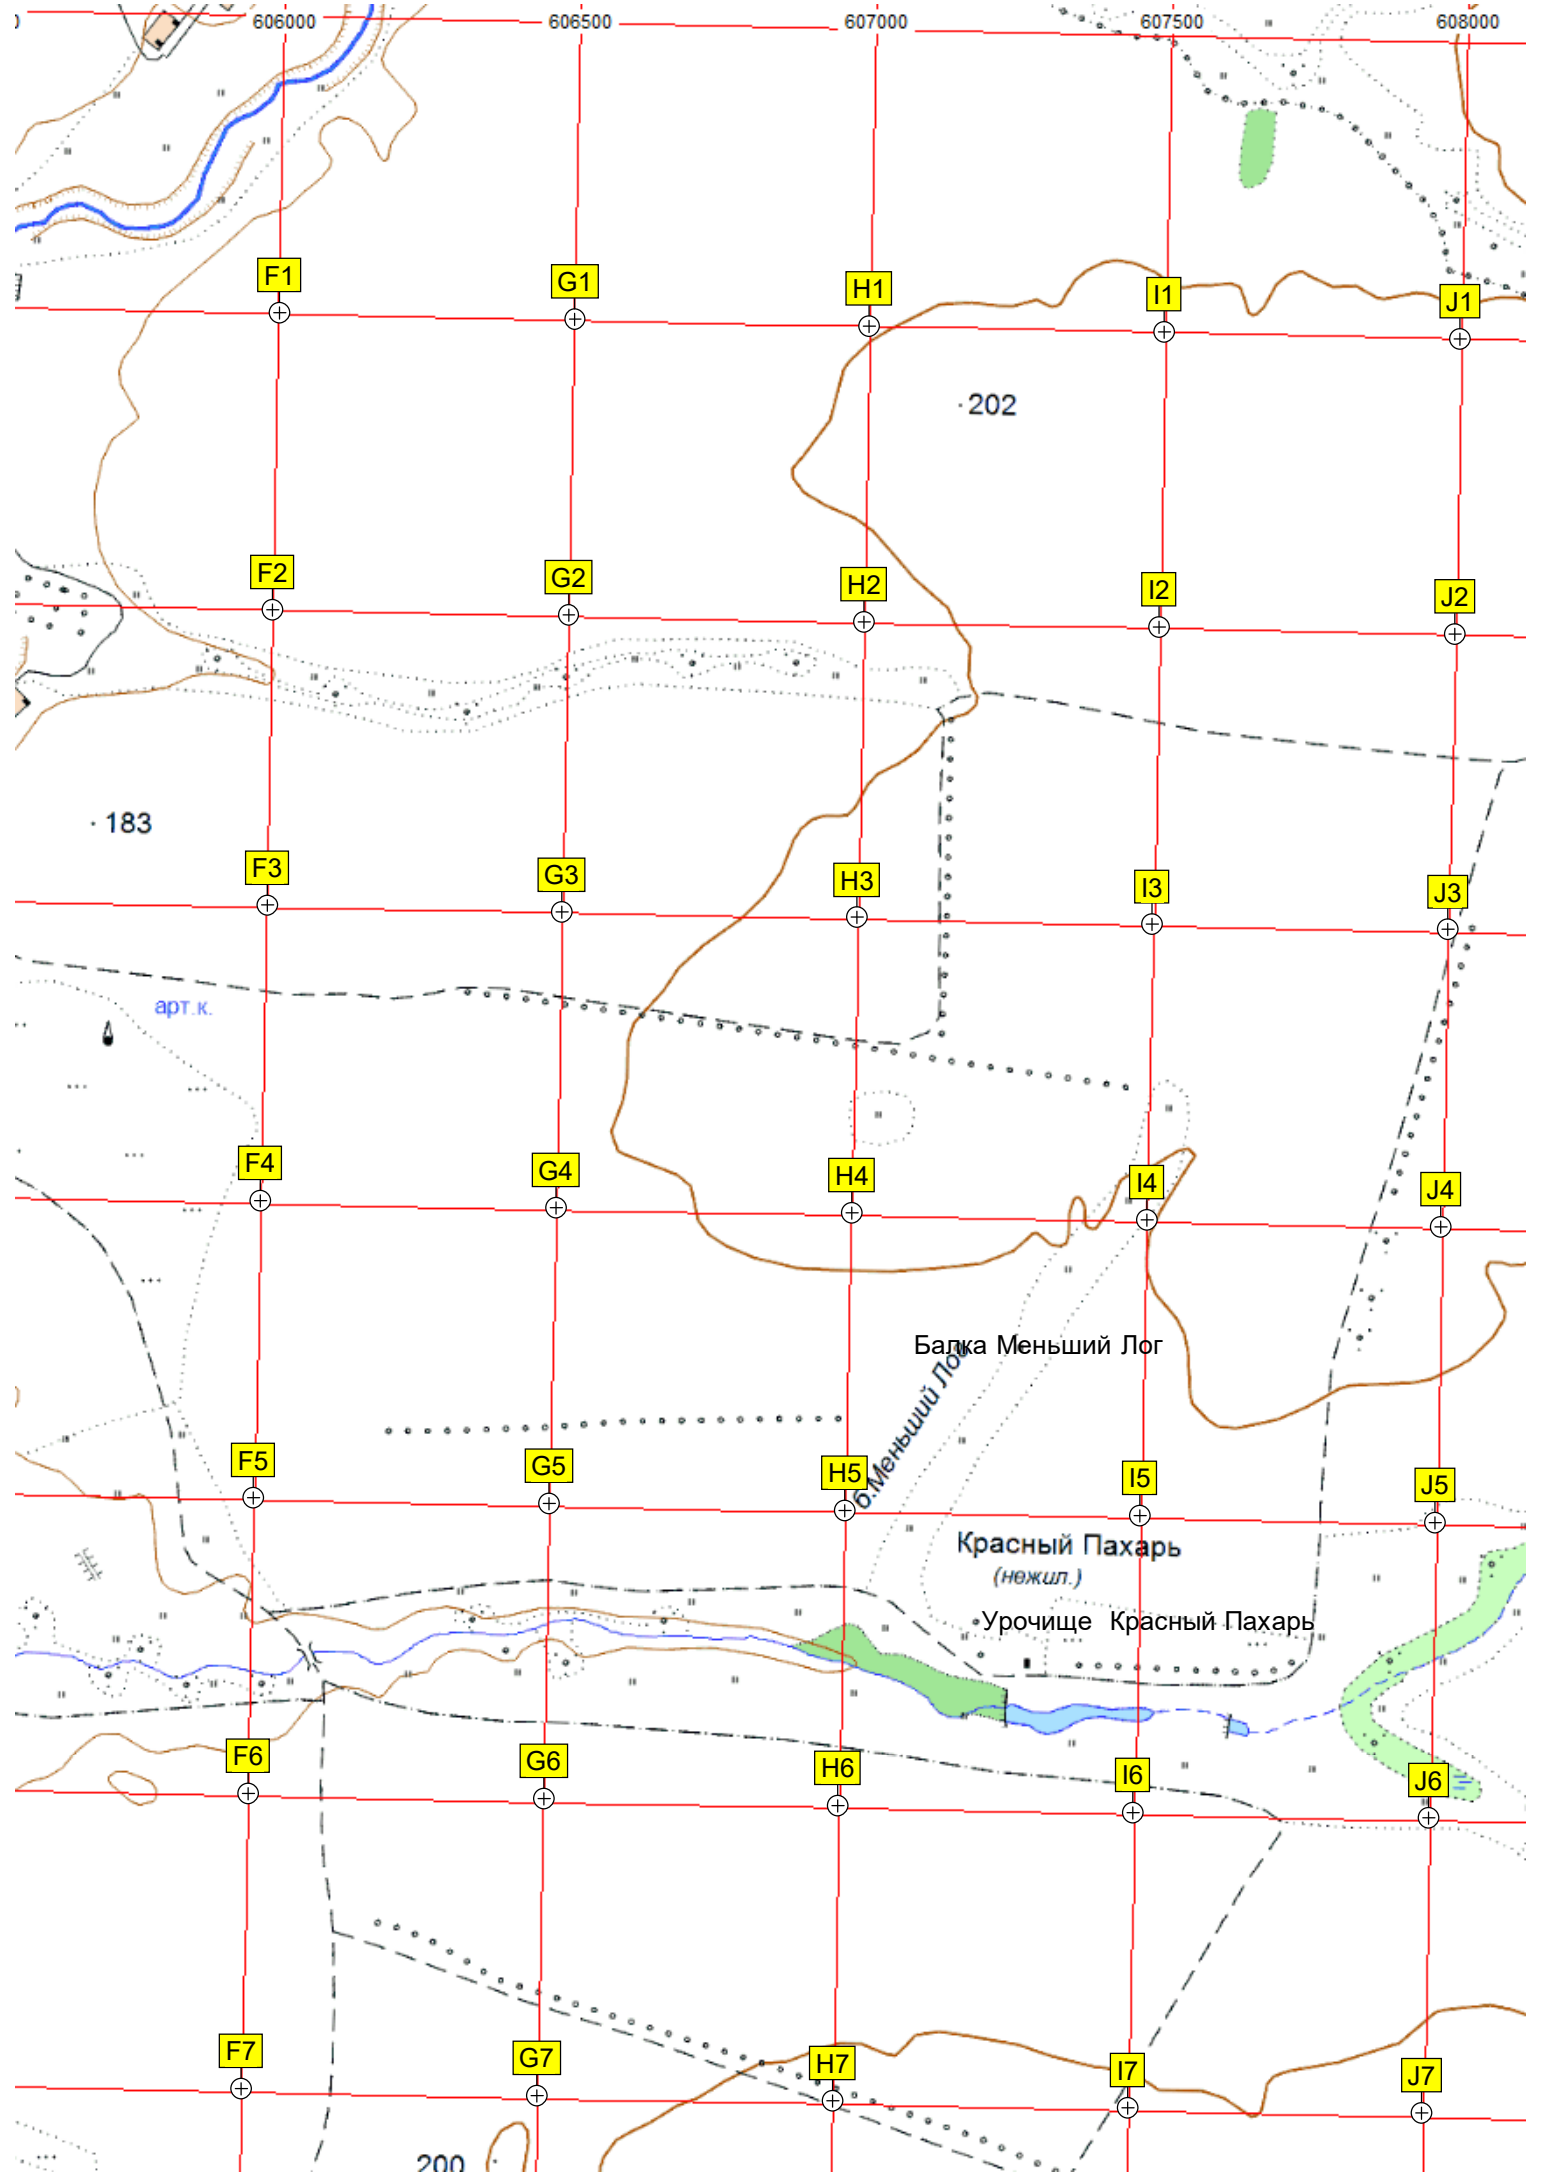 606000 606500 607000 607500 608000
F1 G1 H1 I1 J1
202
F2 G2 H2 I2 J2
183
F3 G3 H3 I3 J3
арт.к.
F4 G4 H4 I4 J4
Балка Меньший Лог
б.Меньший Лог
F5 G5 H5 I5 J5
Красный Пахарь
(нежил.)
Урочище Красный Пахарь
F6 G6 H6 I6 J6
F7 G7 H7 I7 J7
200